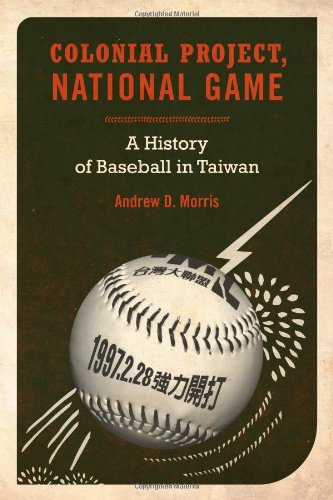 COLONIAL PROJECT,
NATIONAL GAME
A History
of Baseball in Taiwan
Andrew D. Morris
台灣大聯盟
1997.2.28強力開打